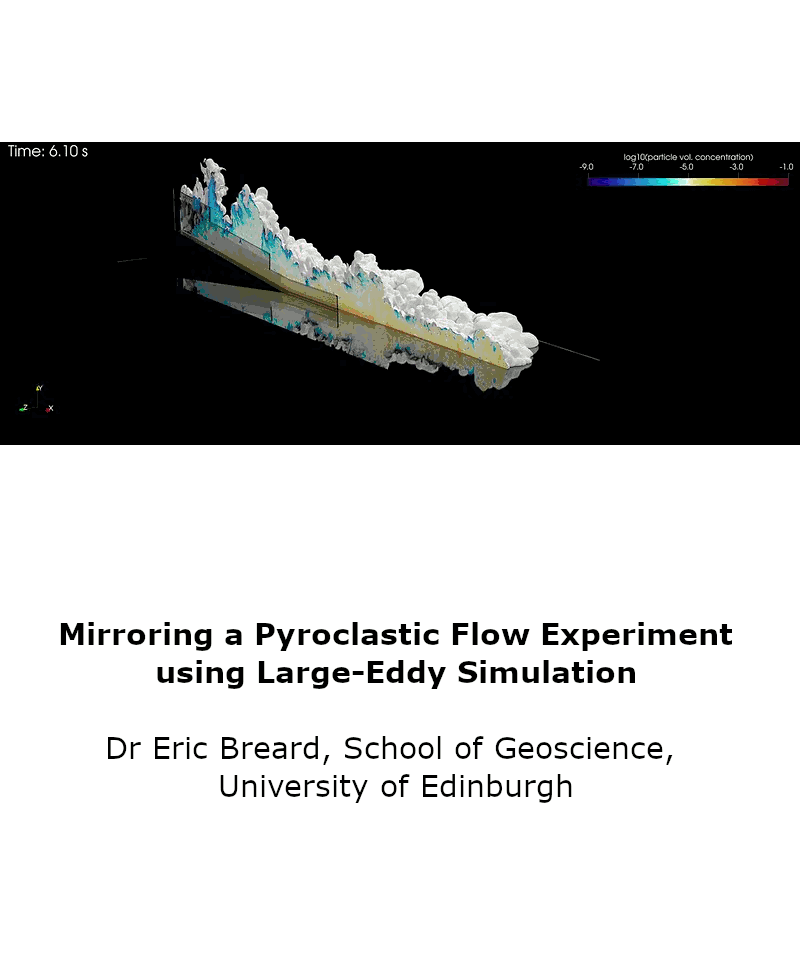 Time: 6.10 s
log10(particle vol. concentration)
-9.0 -7.0 -5.0 -3.0 -1.0
Y
Z X
Mirroring a Pyroclastic Flow Experiment
using Large-Eddy Simulation
Dr Eric Breard, School of Geoscience,
University of Edinburgh